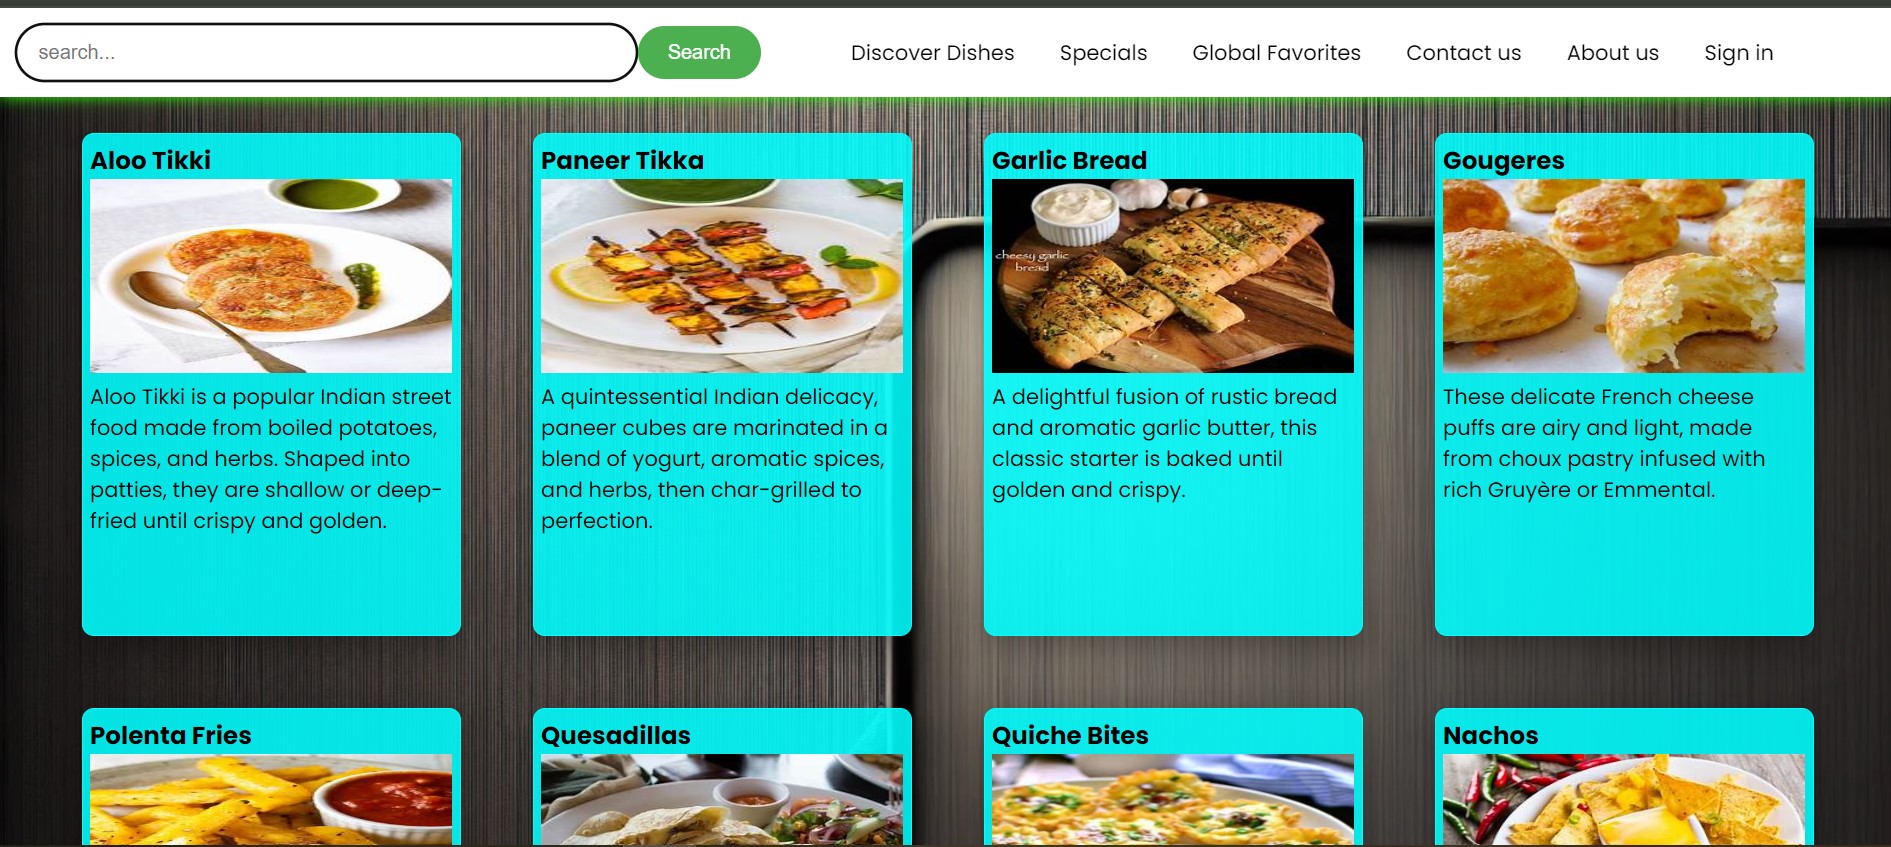 search...
Search
Discover Dishes
Specials
Global Favorites
Contact us
About us
Sign in
Aloo Tikki
Aloo Tikki is a popular Indian street
food made from boiled potatoes,
spices, and herbs. Shaped into
patties, they are shallow or deep-
fried until crispy and golden.
Paneer Tikka
A quintessential Indian delicacy,
paneer cubes are marinated in a
blend of yogurt, aromatic spices,
and herbs, then char-grilled to
perfection.
Garlic Bread
cheesy garlic
bread
A delightful fusion of rustic bread
and aromatic garlic butter, this
classic starter is baked until
golden and crispy.
Gougeres
These delicate French cheese
puffs are airy and light, made
from choux pastry infused with
rich Gruyère or Emmental.
Polenta Fries
Quesadillas
Quiche Bites
Nachos